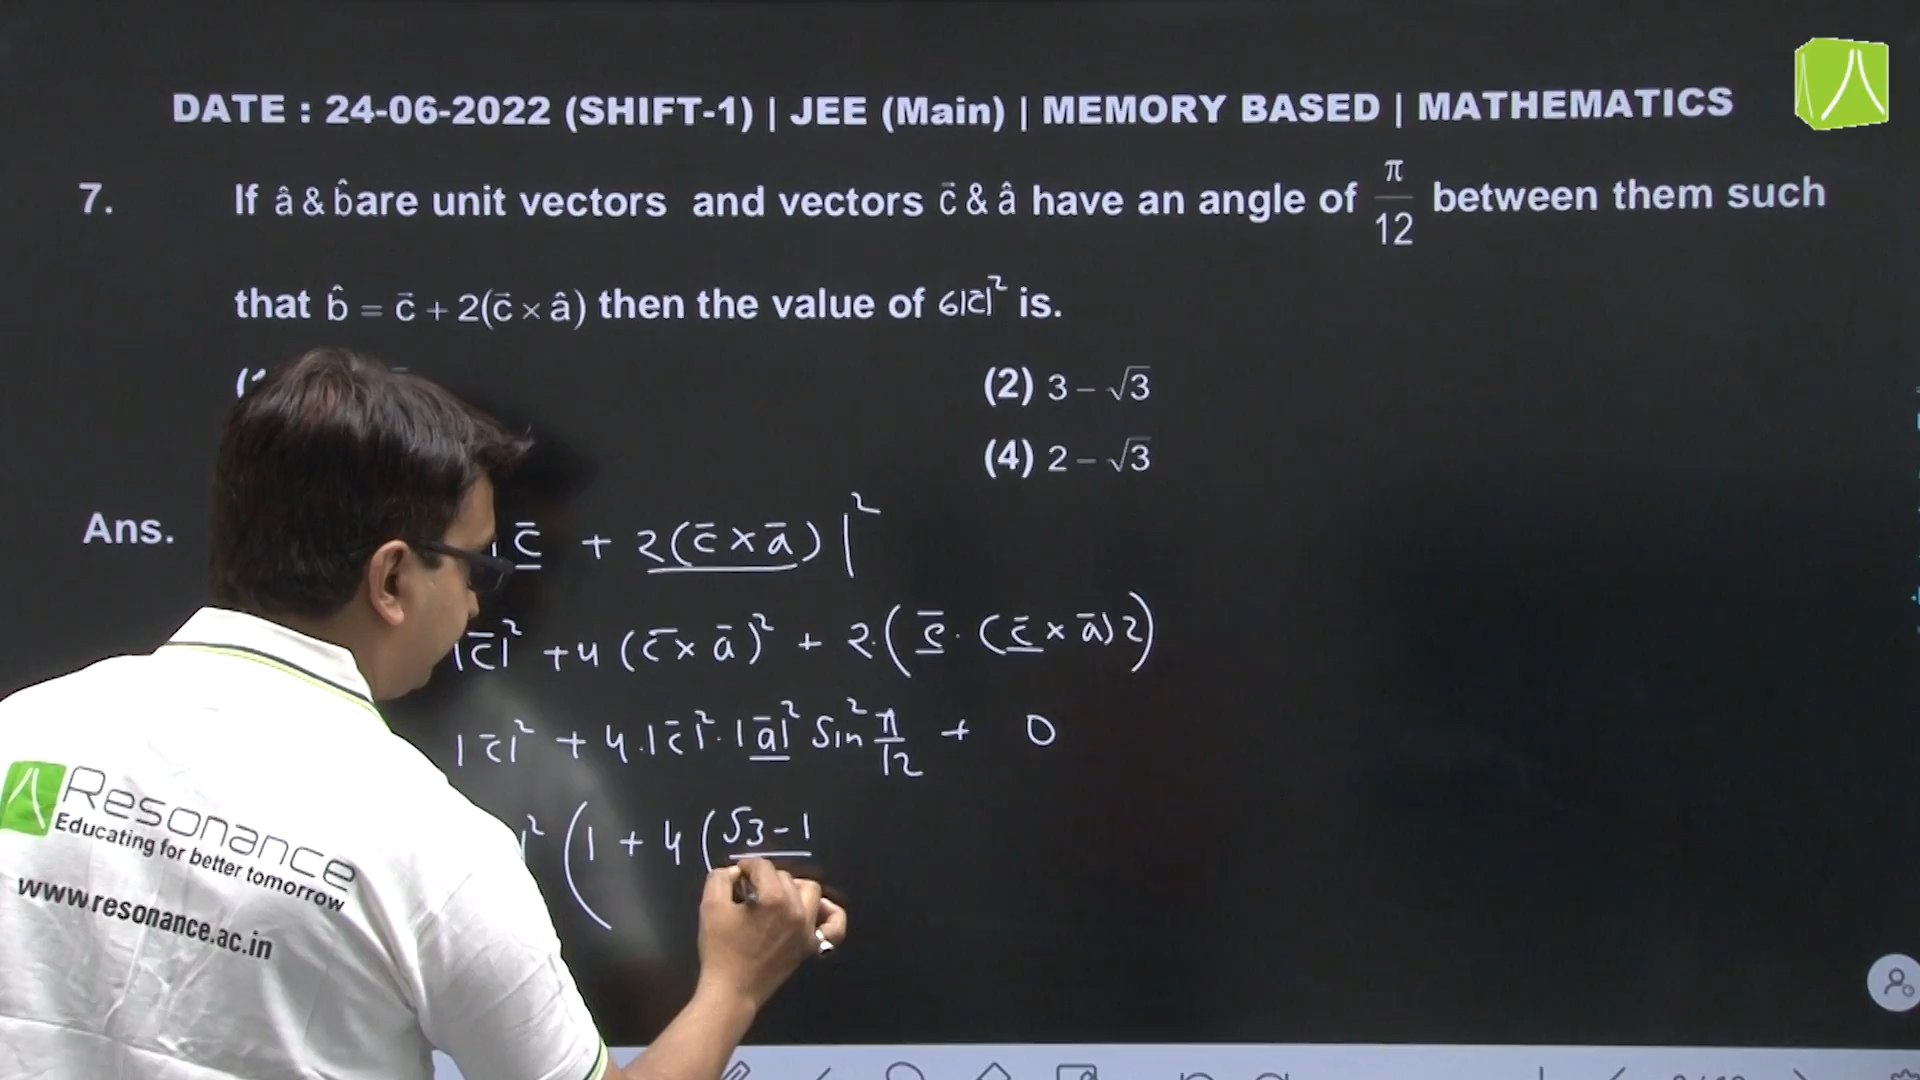 DATE : 24-06-2022 (SHIFT-1) | JEE (Main) | MEMORY BASED | MATHEMATICS
7. If â & b̂ are unit vectors and vectors c⃗ & â have an angle of π/12 between them such
that b̂ = c⃗ + 2(c⃗ × â) then the value of 6|c̄|² is.
(2) 3 – √3
(4) 2 – √3
Ans.
c̄ + 2(c̄ × ā)|²
|c̄|² + 4(c̄ × ā)² + 2·(c̄ · (c̄ × ā)2)
|c̄|² + 4·|c̄|²·|ā|² Sin² π/12 + 0
|² (1 + 4(√3-1
Resonance
Educating for better tomorrow
www.resonance.ac.in